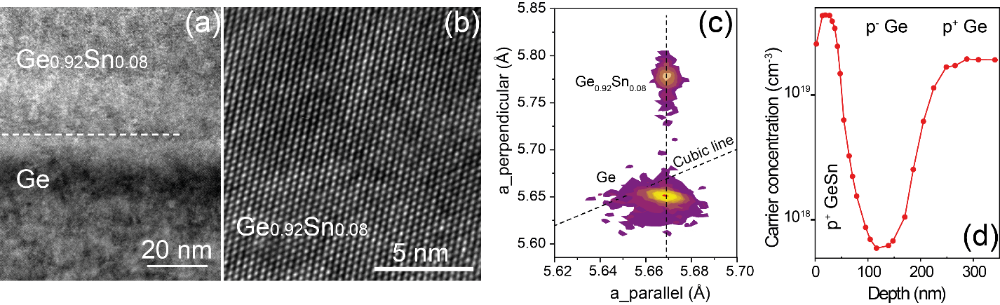 (a)
Ge0.92Sn0.08
Ge
20 nm
(b)
Ge0.92Sn0.08
5 nm
(c)
5.85
5.80
5.75
5.70
5.65
5.60
a_perpendicular (Å)
Ge0.92Sn0.08
Cubic line
Ge
5.62
5.64
5.66
5.68
5.70
a_parallel (Å)
(d)
p- Ge
p+ Ge
p+ GeSn
10^19
10^18
Carrier concentration (cm-3)
0
100
200
300
Depth (nm)